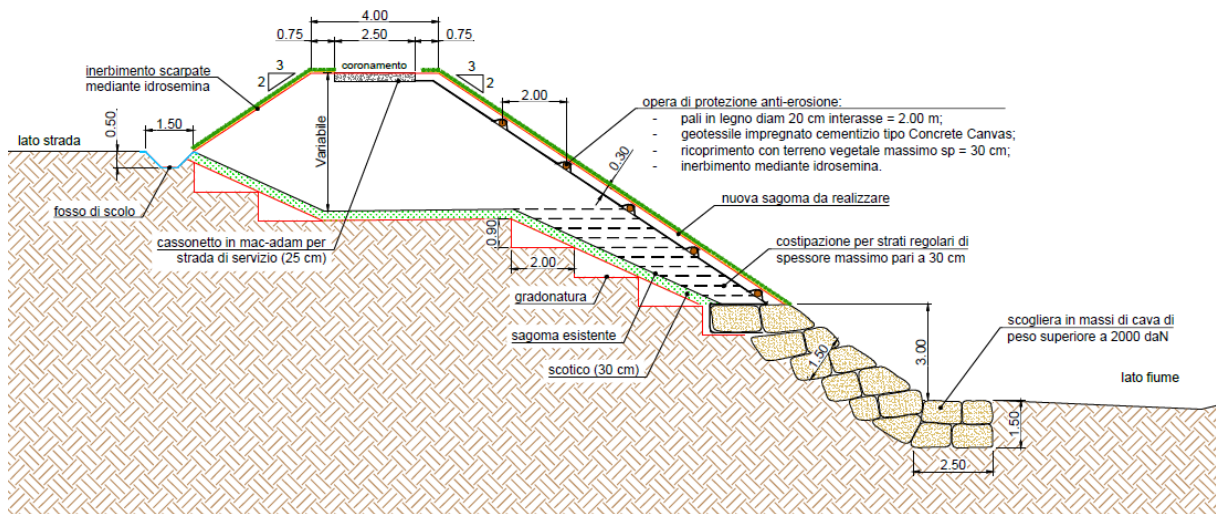 4.00
0.75
2.50
0.75
coronamento
3
2
3
2
inerbimento scarpate
mediante idrosemina
2.00
opera di protezione anti-erosione:
- pali in legno diam 20 cm interasse = 2.00 m;
- geotessile impregnato cementizio tipo Concrete Canvas;
- ricoprimento con terreno vegetale massimo sp = 30 cm;
- inerbimento mediante idrosemina.
1.50
0.50
lato strada
Variabile
0.30
nuova sagoma da realizzare
fosso di scolo
cassonetto in mac-adam per
strada di servizio (25 cm)
0.90
2.00
costipazione per strati regolari di
spessore massimo pari a 30 cm
gradonatura
sagoma esistente
scotico (30 cm)
1.50
3.00
scogliera in massi di cava di
peso superiore a 2000 daN
lato fiume
1.50
2.50